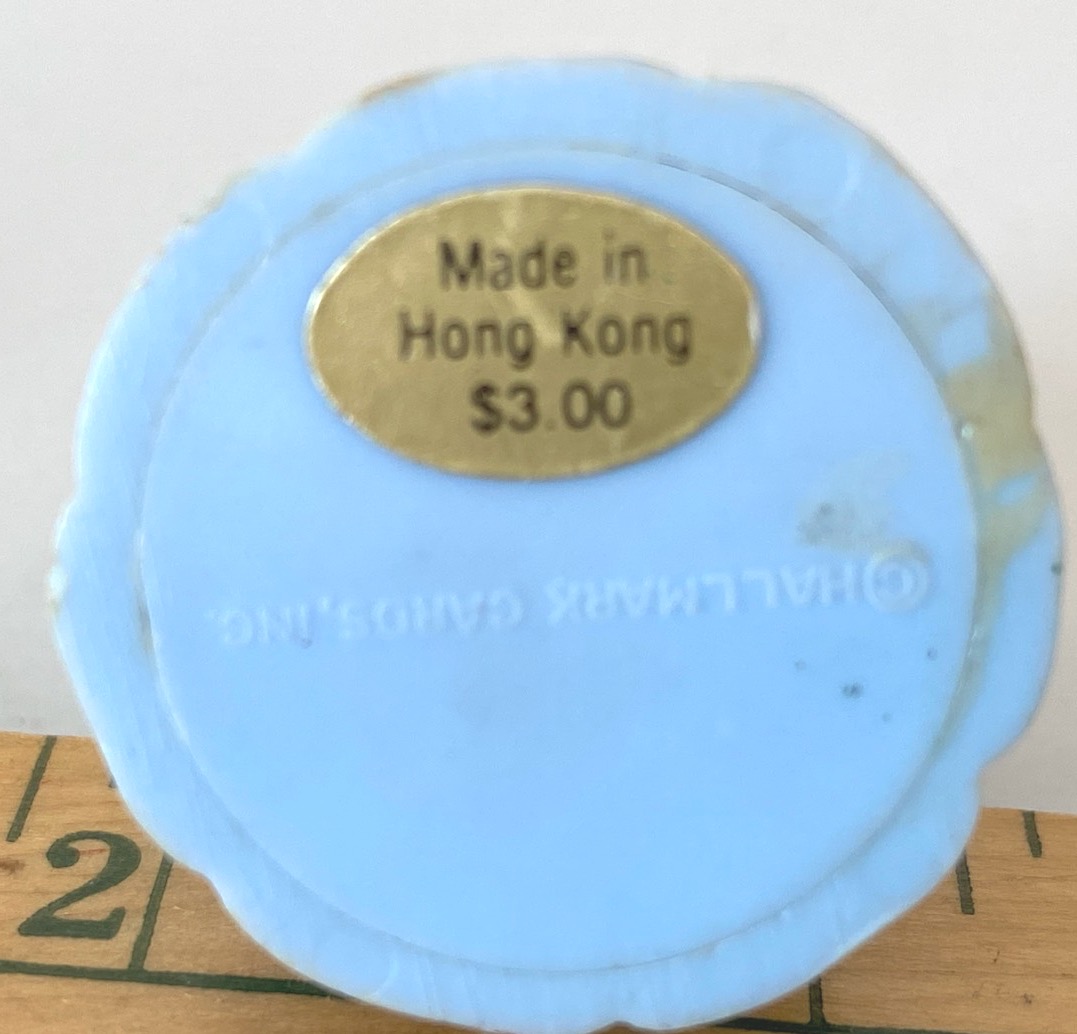 Made in
Hong Kong
$3.00
©HALLMARK CARDS, INC.
2